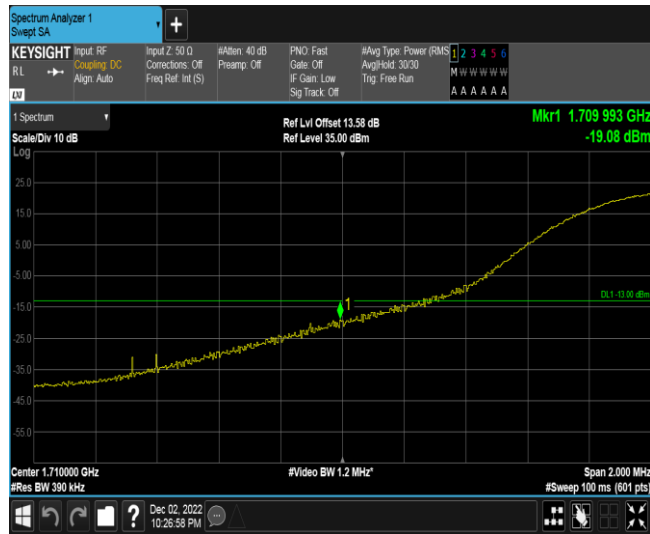 Spectrum Analyzer 1
Swept SA
KEYSIGHT Input: RF Input Z: 50 Ω #Atten: 40 dB PNO: Fast #Avg Type: Power (RMS 1 2 3 4 5 6
RL Coupling: DC Corrections: Off Preamp: Off Gate: Off Avg|Hold: 30/30 M W W W W W
Align: Auto Freq Ref: Int (S) IF Gain: Low Trig: Free Run
LXI Sig Track: Off A A A A A A
1 Spectrum Ref Lvl Offset 13.58 dB Mkr1 1.709 993 GHz
Scale/Div 10 dB Ref Level 35.00 dBm -19.08 dBm
Log
25.0
15.0
5.00
-5.00
DL1 -13.00 dBm
1
-15.0
-25.0
-35.0
-45.0
-55.0
Center 1.710000 GHz #Video BW 1.2 MHz* Span 2.000 MHz
#Res BW 390 kHz #Sweep 100 ms (601 pts)
Dec 02, 2022
10:26:58 PM